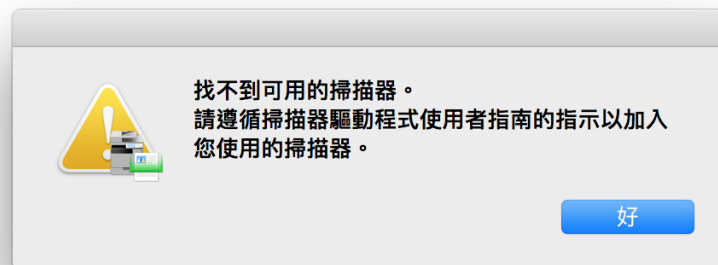 找不到可用的掃描器。
請遵循掃描器驅動程式使用者指南的指示以加入
您使用的掃描器。
好